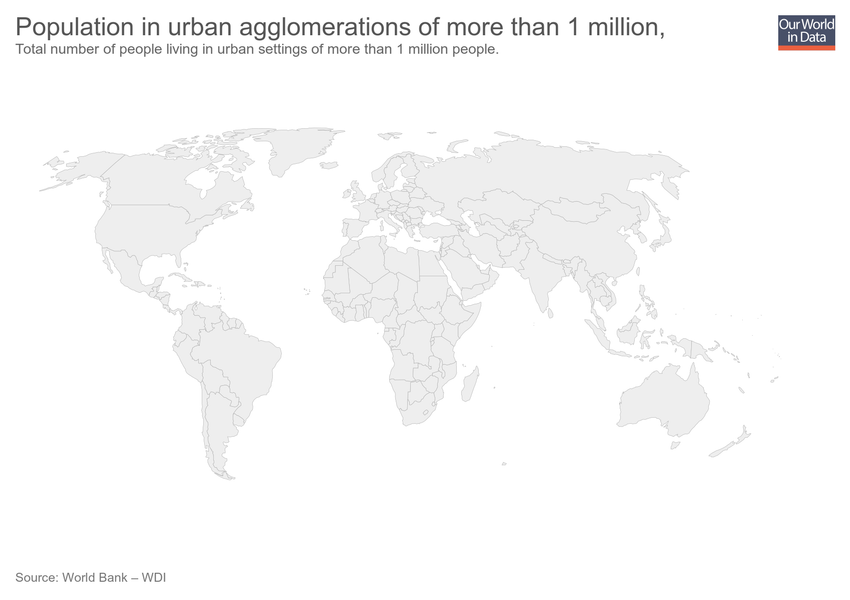 Population in urban agglomerations of more than 1 million,
Total number of people living in urban settings of more than 1 million people.
Our World
in Data
Source: World Bank – WDI